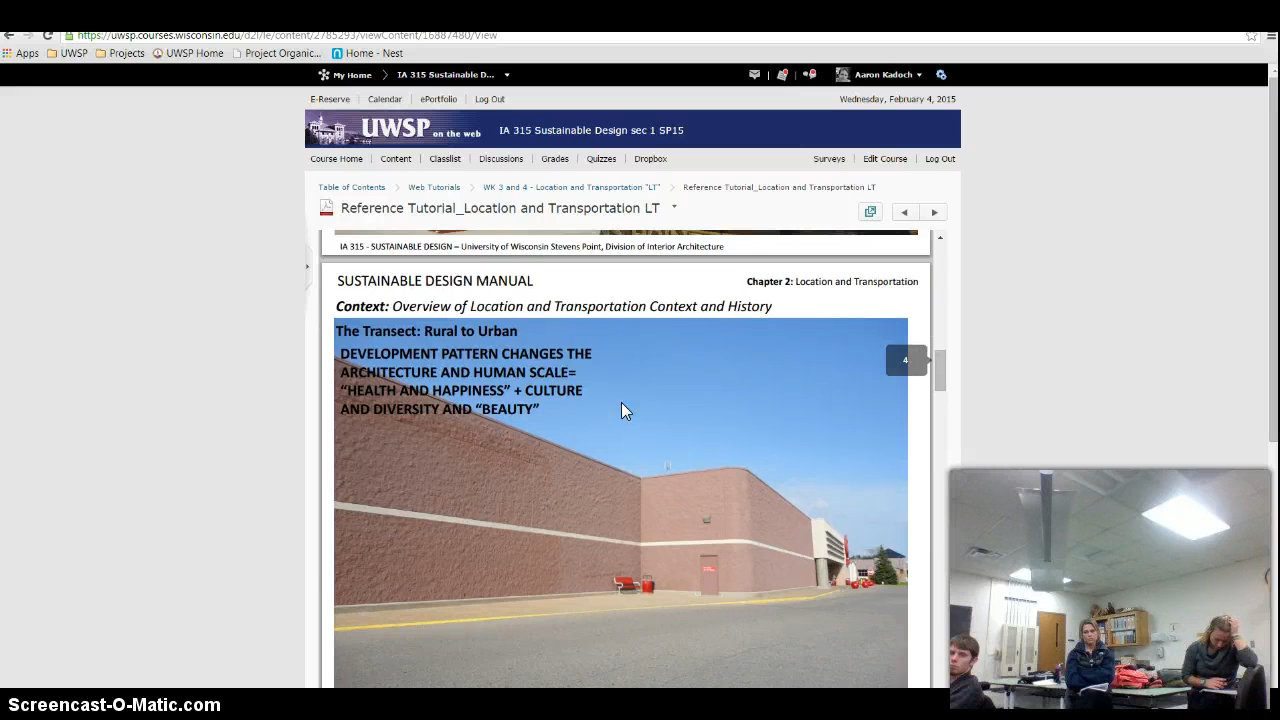 https://uwsp.courses.wisconsin.edu/d2l/le/content/2785293/viewContent/16887480/View
Apps UWSP Projects UWSP Home Project Organic... Home - Nest
My Home IA 315 Sustainable D... Aaron Kadoch
E-Reserve Calendar ePortfolio Log Out Wednesday, February 4, 2015
UWSP on the web IA 315 Sustainable Design sec 1 SP15
Course Home Content Classlist Discussions Grades Quizzes Dropbox Surveys Edit Course Log Out
Table of Contents Web Tutorials WK 3 and 4 - Location and Transportation "LT" Reference Tutorial_Location and Transportation LT
Reference Tutorial_Location and Transportation LT
IA 315 - SUSTAINABLE DESIGN – University of Wisconsin Stevens Point, Division of Interior Architecture
SUSTAINABLE DESIGN MANUAL Chapter 2: Location and Transportation
Context: Overview of Location and Transportation Context and History
The Transect: Rural to Urban
DEVELOPMENT PATTERN CHANGES THE
ARCHITECTURE AND HUMAN SCALE=
“HEALTH AND HAPPINESS” + CULTURE
AND DIVERSITY AND “BEAUTY”
4
Screencast-O-Matic.com